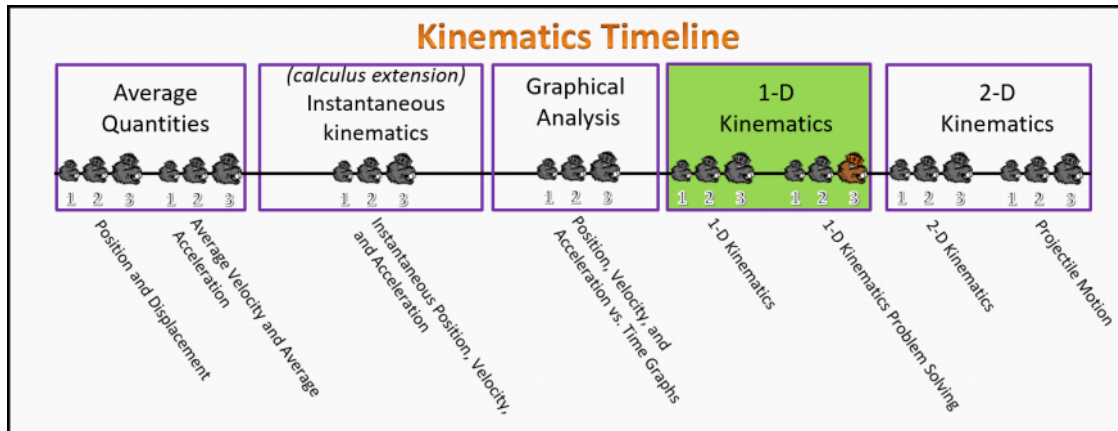 Kinematics Timeline
Average
Quantities
(calculus extension)
Instantaneous
kinematics
Graphical
Analysis
1-D
Kinematics
2-D
Kinematics
1 2 3 1 2 3
1 2 3
1 2 3
1 2 3 1 2 3
1 2 3 1 2 3
Position and Displacement
Average Velocity and Average
Acceleration
Instantaneous Position, Velocity,
and Acceleration
Position, Velocity, and
Acceleration vs. Time Graphs
1-D Kinematics
1-D Kinematics Problem Solving
2-D Kinematics
Projectile Motion